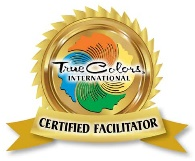 True Colors
INTERNATIONAL
CERTIFIED FACILITATOR